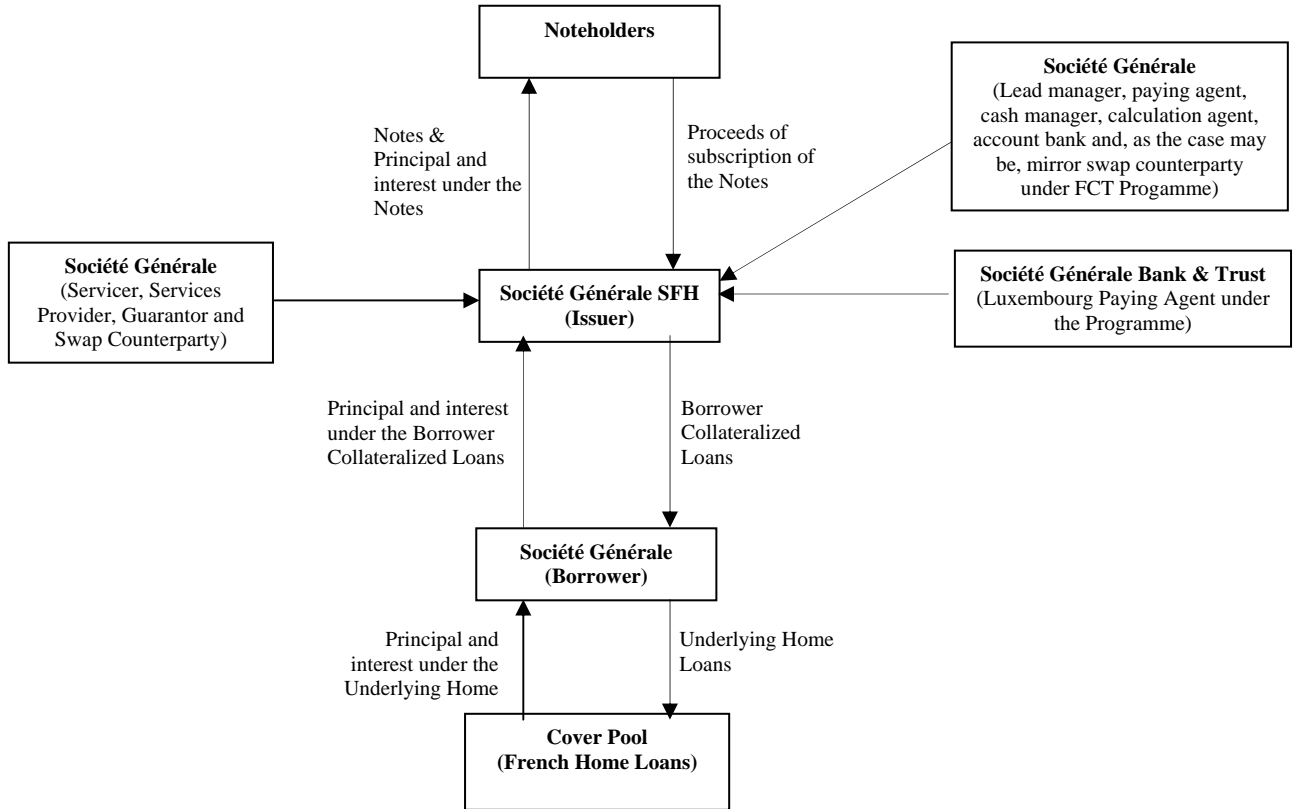 Noteholders
Société Générale
(Lead manager, paying agent,
cash manager, calculation agent,
account bank and, as the case may
be, mirror swap counterparty
under FCT Progamme)
Notes &
Principal and
interest under the
Notes
Proceeds of
subscription of
the Notes
Société Générale
(Servicer, Services
Provider, Guarantor and
Swap Counterparty)
Société Générale SFH
(Issuer)
Société Générale Bank & Trust
(Luxembourg Paying Agent under
the Programme)
Principal and interest
under the Borrower
Collateralized Loans
Borrower
Collateralized
Loans
Société Générale
(Borrower)
Principal and
interest under the
Underlying Home
Underlying Home
Loans
Cover Pool
(French Home Loans)